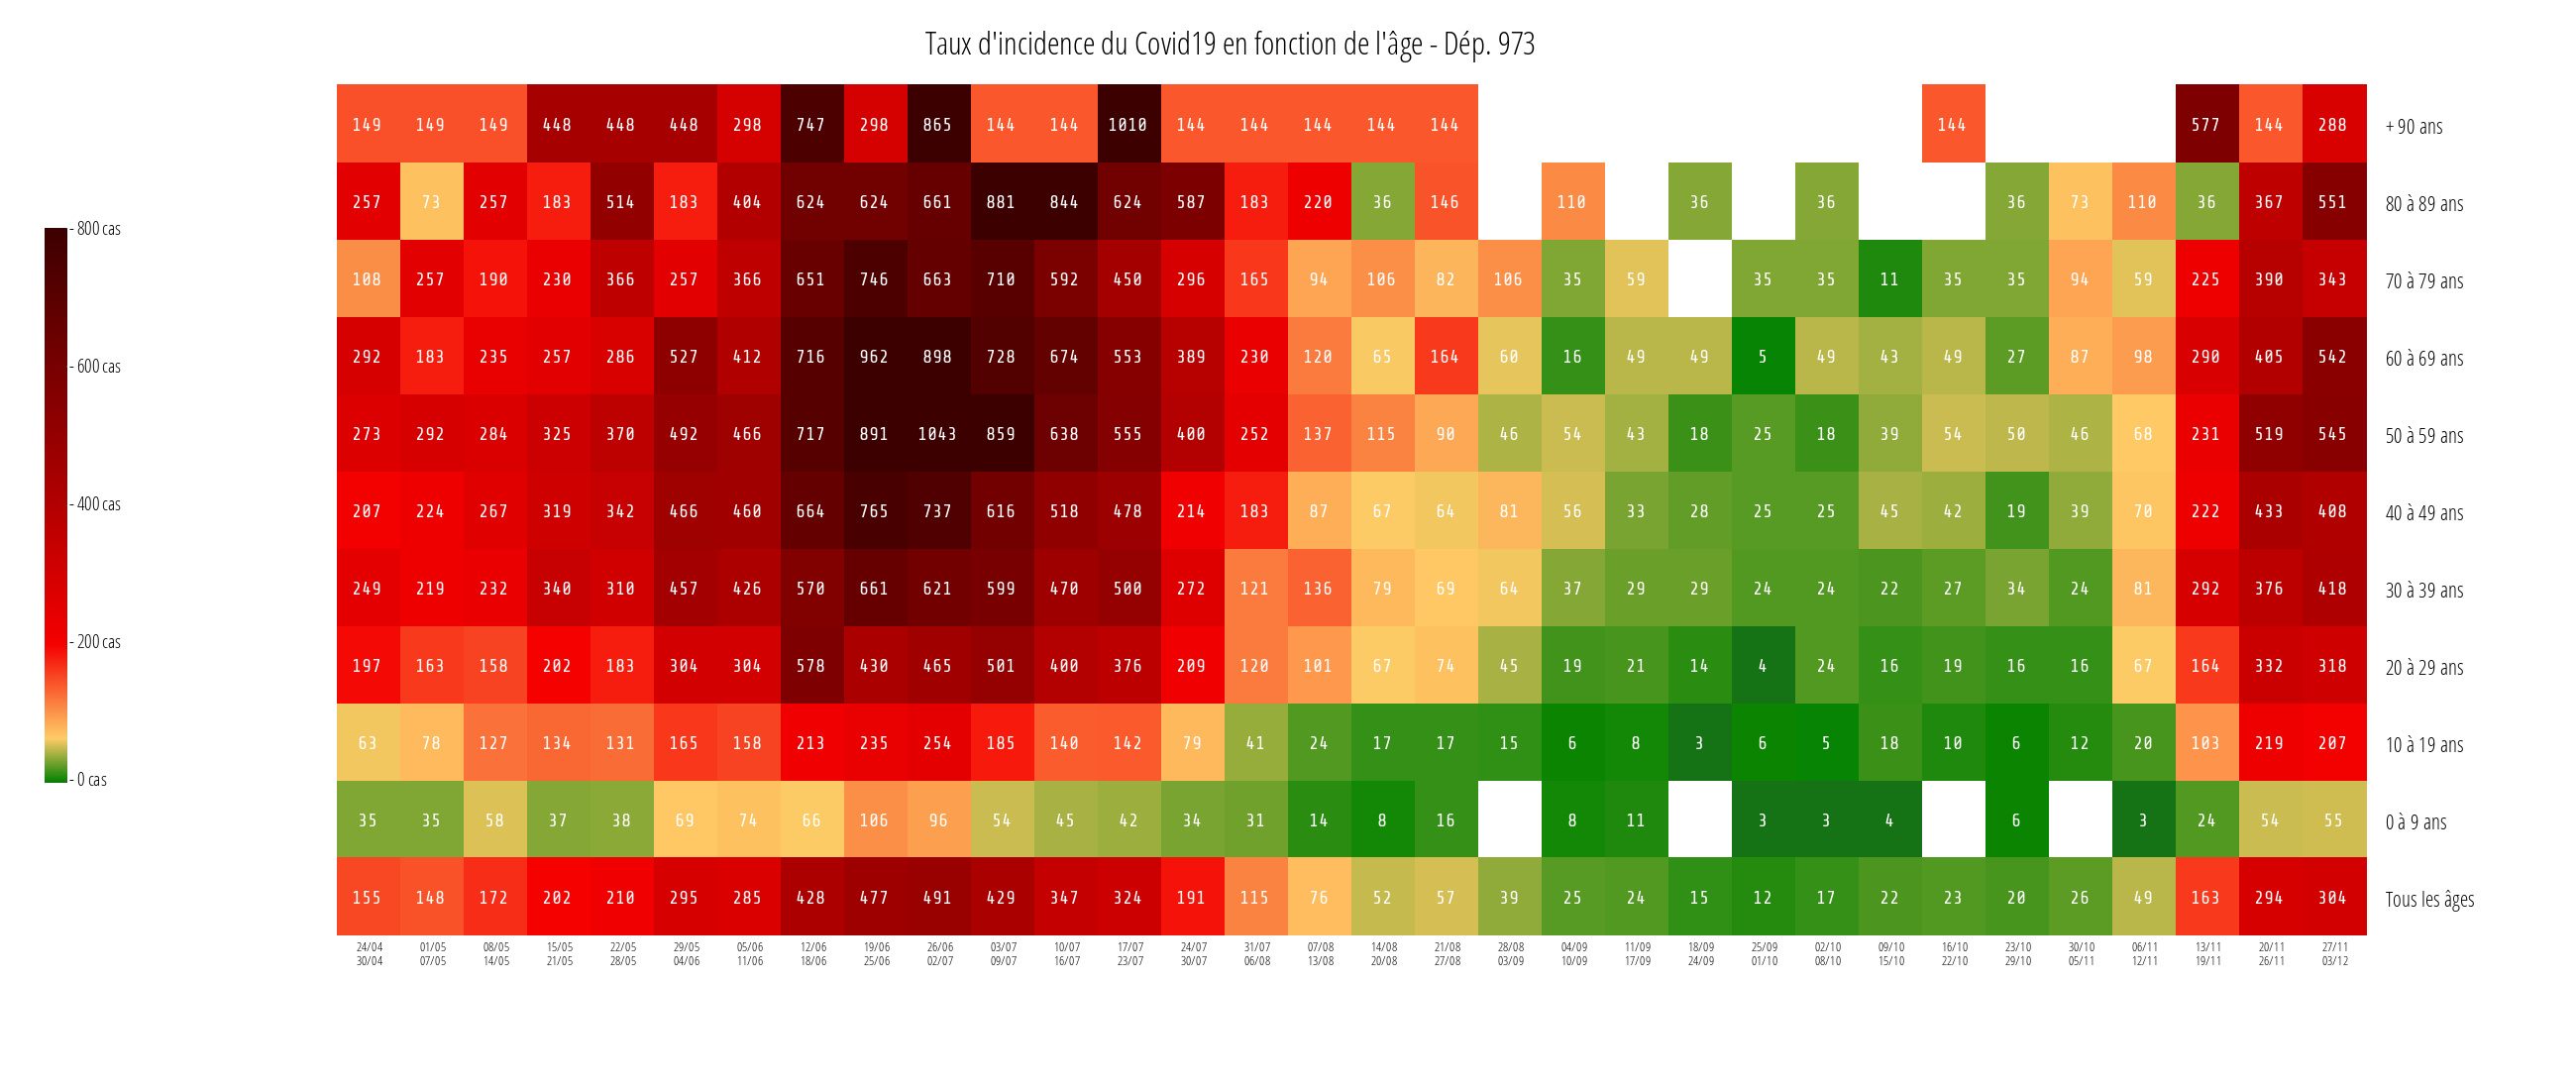 Taux d'incidence du Covid19 en fonction de l'âge - Dép. 973
- 800 cas
- 600 cas
- 400 cas
- 200 cas
- 0 cas
149 149 149 448 448 448 298 747 298 865 144 144 1010 144 144 144 144 144 144 577 144 288 + 90 ans
257 73 257 183 514 183 404 624 624 661 881 844 624 587 183 220 36 146 110 36 36 36 73 110 36 367 551 80 à 89 ans
108 257 190 230 366 257 366 651 746 663 710 592 450 296 165 94 106 82 106 35 59 35 35 11 35 35 94 59 225 390 343 70 à 79 ans
292 183 235 257 286 527 412 716 962 898 728 674 553 389 230 120 65 164 60 16 49 49 5 49 43 49 27 87 98 290 405 542 60 à 69 ans
273 292 284 325 370 492 466 717 891 1043 859 638 555 400 252 137 115 90 46 54 43 18 25 18 39 54 50 46 68 231 519 545 50 à 59 ans
207 224 267 319 342 466 460 664 765 737 616 518 478 214 183 87 67 64 81 56 33 28 25 25 45 42 19 39 70 222 433 408 40 à 49 ans
249 219 232 340 310 457 426 570 661 621 599 470 500 272 121 136 79 69 64 37 29 29 24 24 22 27 34 24 81 292 376 418 30 à 39 ans
197 163 158 202 183 304 304 578 430 465 501 400 376 209 120 101 67 74 45 19 21 14 4 24 16 19 16 16 67 164 332 318 20 à 29 ans
63 78 127 134 131 165 158 213 235 254 185 140 142 79 41 24 17 17 15 6 8 3 6 5 18 10 6 12 20 103 219 207 10 à 19 ans
35 35 58 37 38 69 74 66 106 96 54 45 42 34 31 14 8 16 8 11 3 3 4 6 3 24 54 55 0 à 9 ans
155 148 172 202 210 295 285 428 477 491 429 347 324 191 115 76 52 57 39 25 24 15 12 17 22 23 20 26 49 163 294 304 Tous les âges
24/04 01/05 08/05 15/05 22/05 29/05 05/06 12/06 19/06 26/06 03/07 10/07 17/07 24/07 31/07 07/08 14/08 21/08 28/08 04/09 11/09 18/09 25/09 02/10 09/10 16/10 23/10 30/10 06/11 13/11 20/11 27/11
30/04 07/05 14/05 21/05 28/05 04/06 11/06 18/06 25/06 02/07 09/07 16/07 23/07 30/07 06/08 13/08 20/08 27/08 03/09 10/09 17/09 24/09 01/10 08/10 15/10 22/10 29/10 05/11 12/11 19/11 26/11 03/12